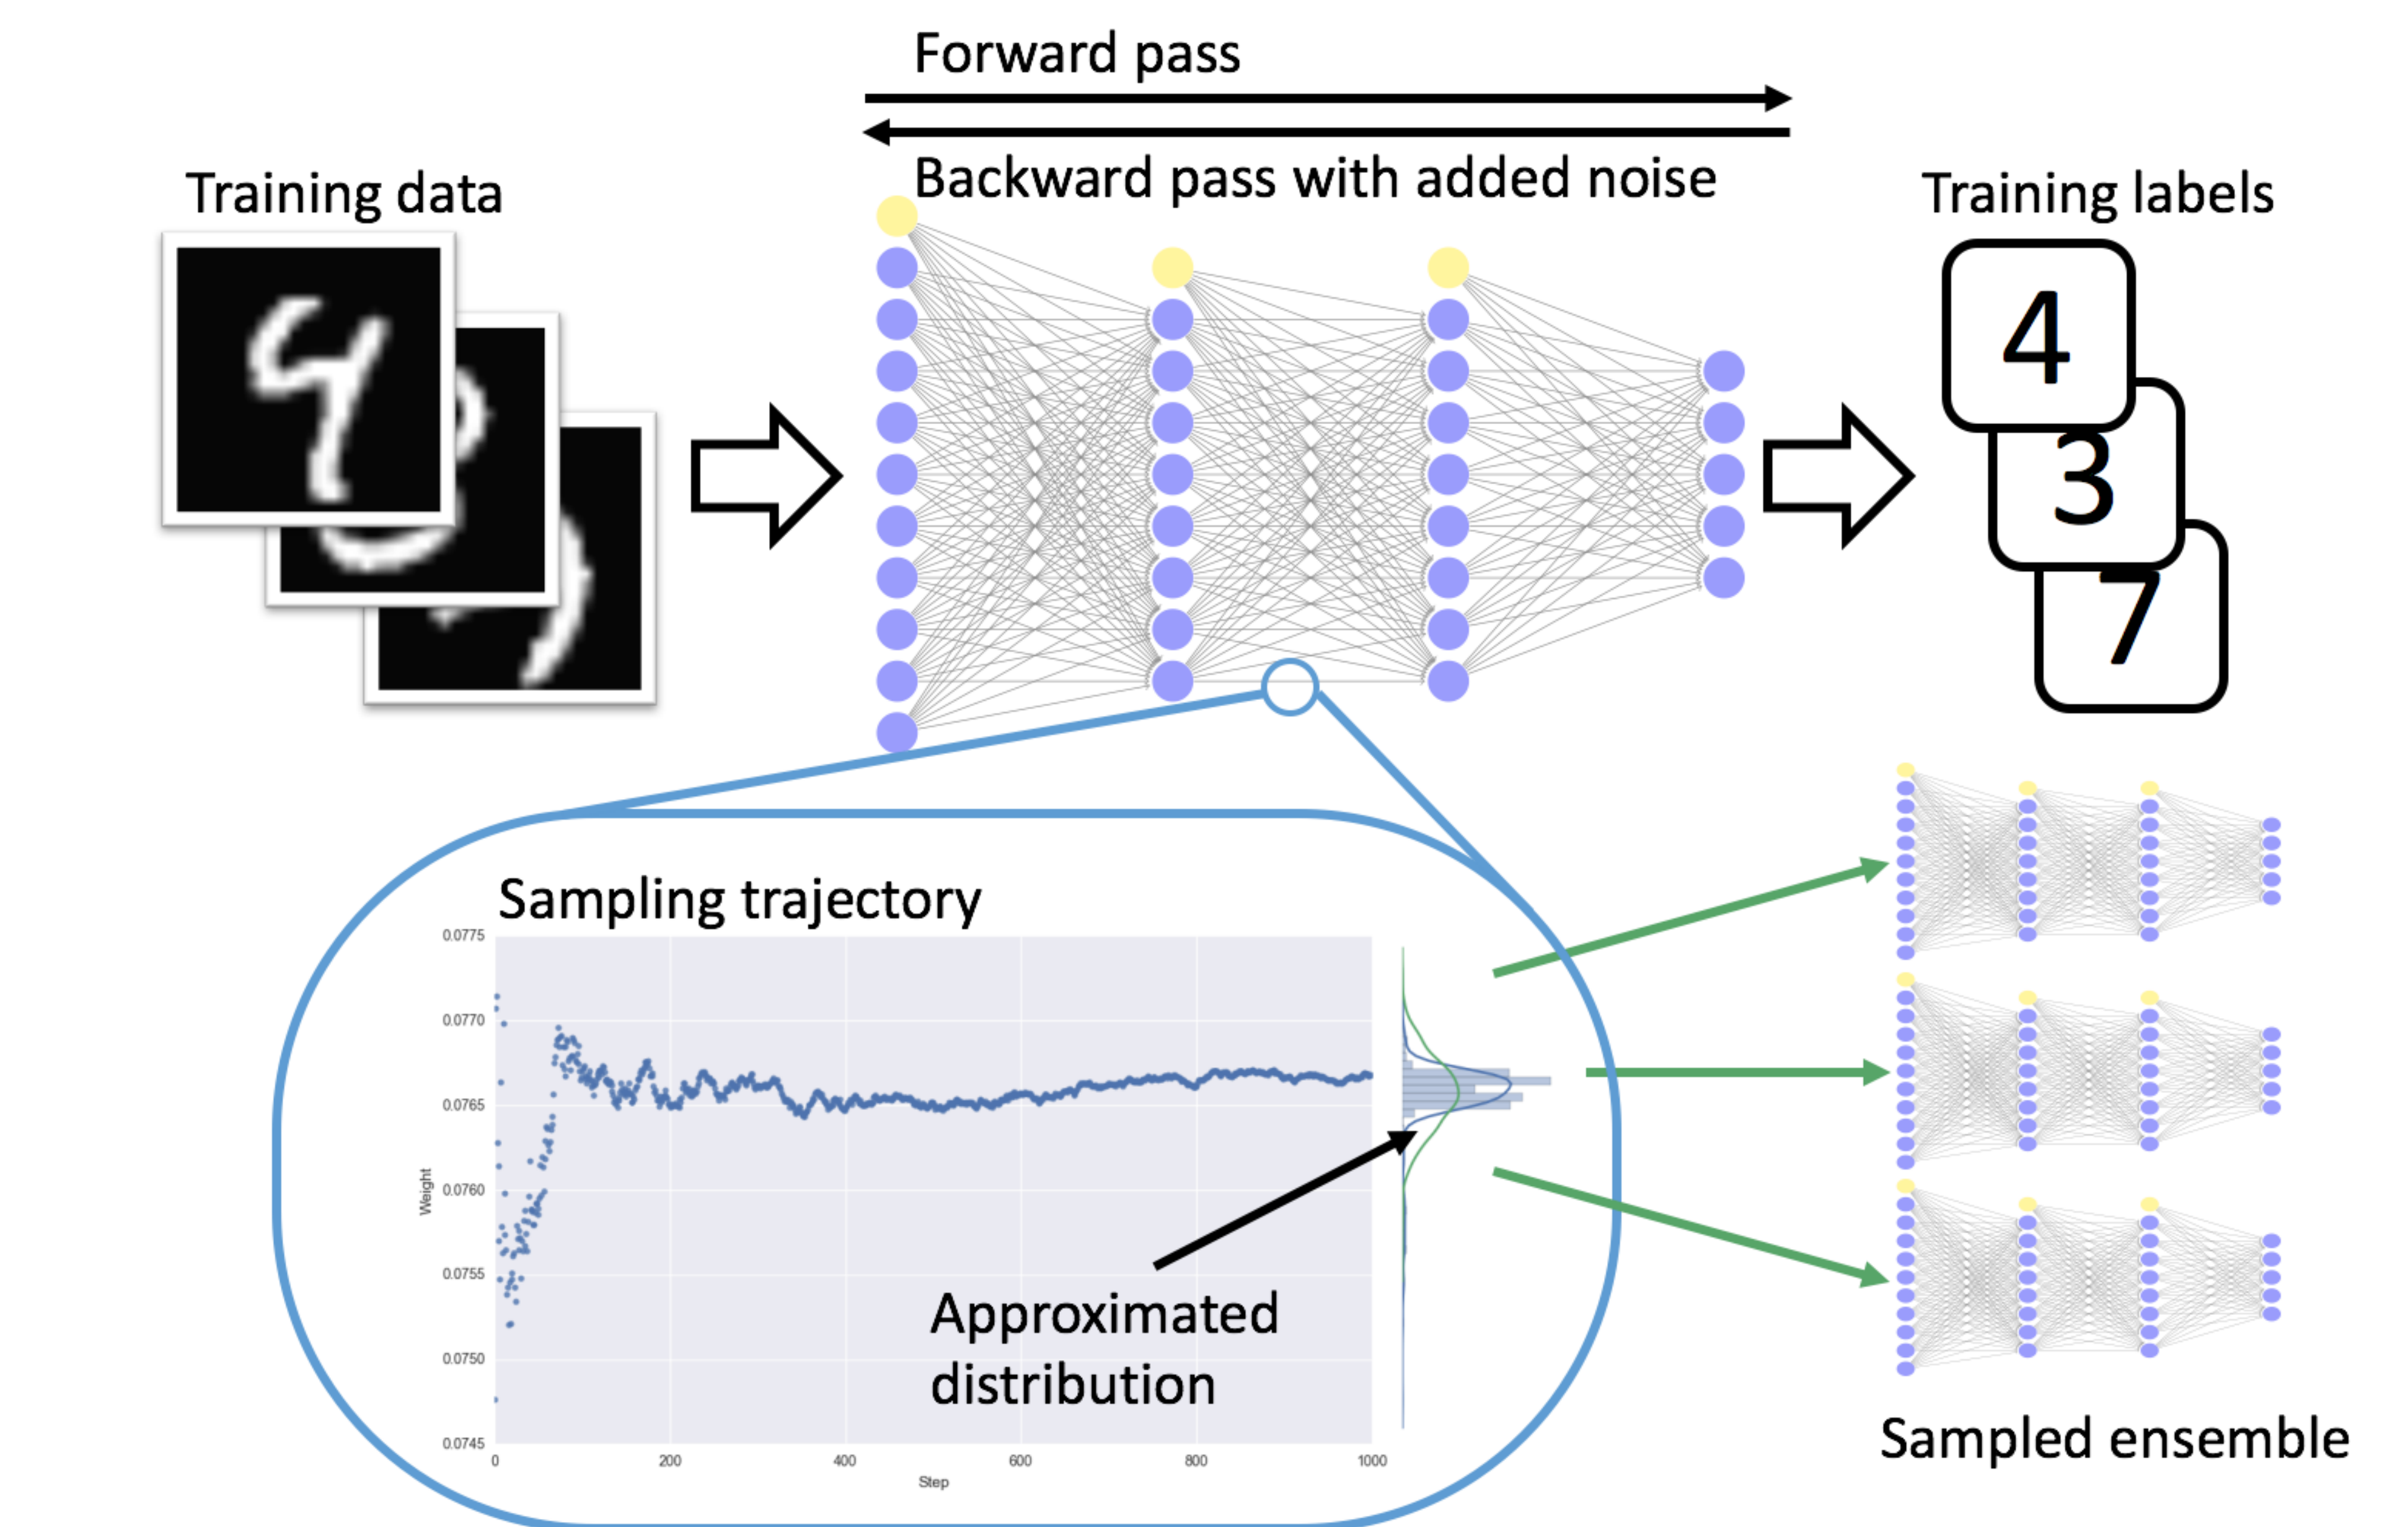 Forward pass
Backward pass with added noise
Training data
Training labels
4
3
7
Sampling trajectory
0.0775
0.0770
0.0765
0.0760
0.0755
0.0750
0.0745
Weight
0
200
400
600
800
1000
Step
Approximated
distribution
Sampled ensemble